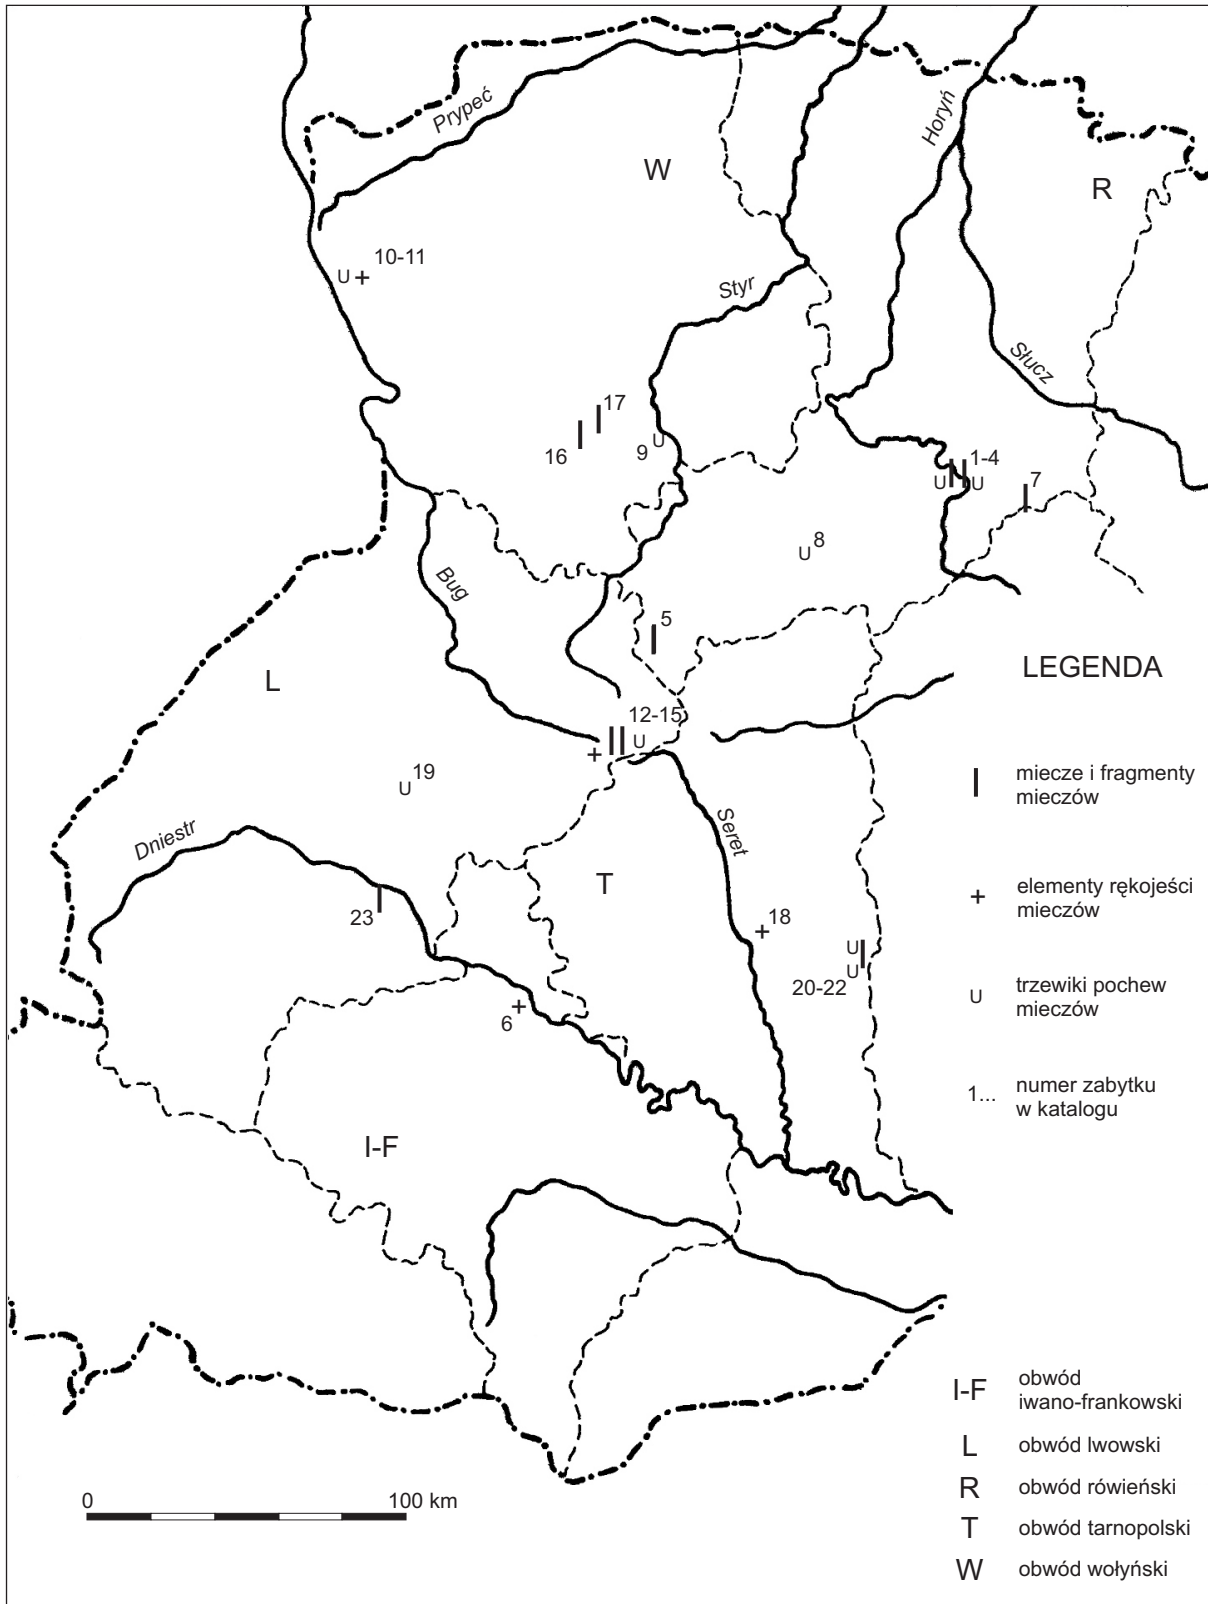 Prypeć
Horyń
W
R
10-11
Styr
Słucz
17
16
9
U
1-4
U
U
7
U
8
Bug
5
L
LEGENDA
12-15
U
miecze i fragmenty
mieczów
19
U
Dniestr
Seret
T
elementy rękojeści
mieczów
23
18
U
U
20-22
U
trzewiki pochew
mieczów
6
1...
numer zabytku
w katalogu
I-F
I-F
obwód
iwano-frankowski
L
obwód lwowski
R
obwód rówieński
T
obwód tarnopolski
W
obwód wołyński
0
100 km